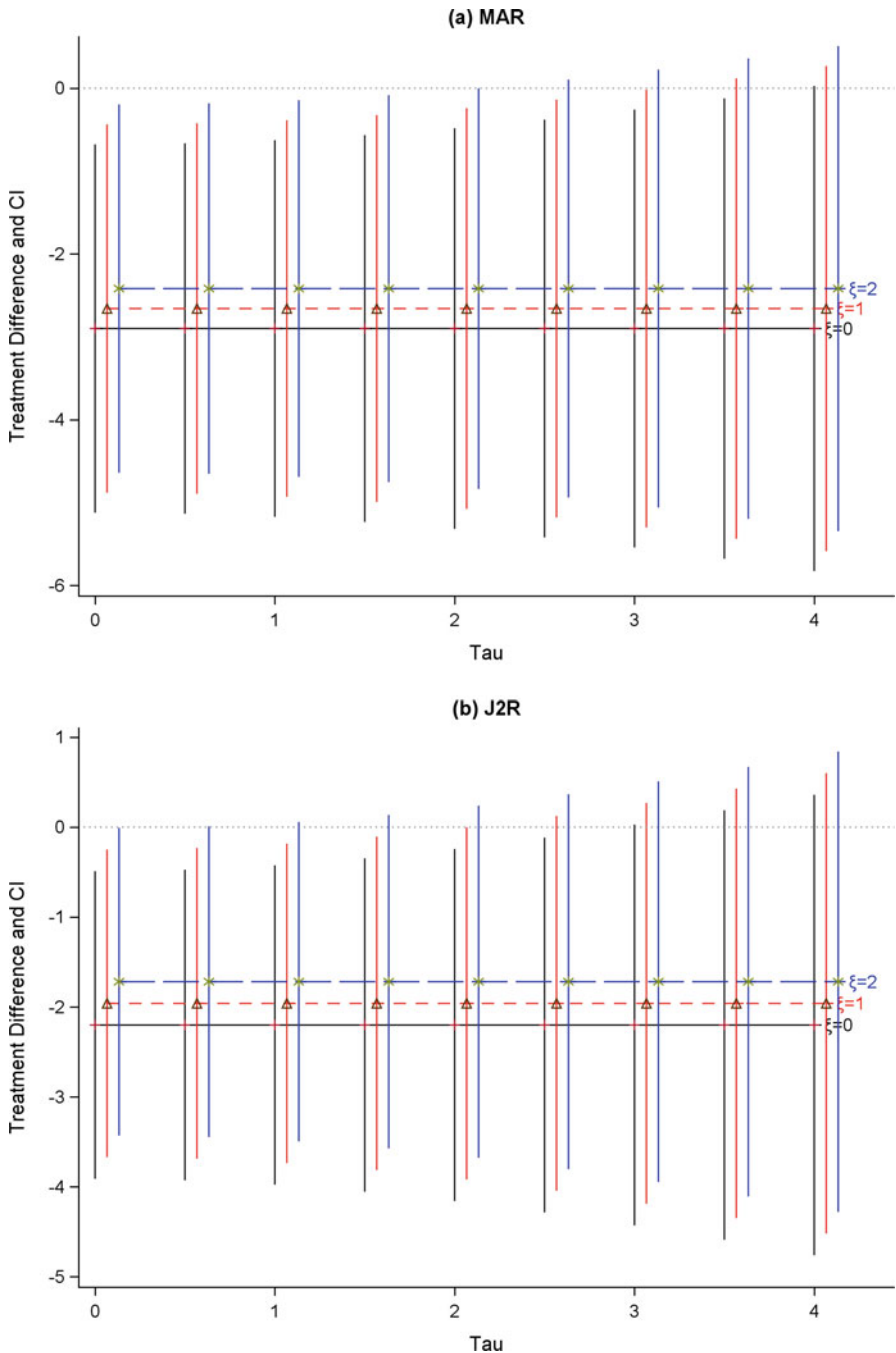 (a) MAR
Treatment Difference and CI
0
-2
-4
-6
ξ=2
ξ=1
ξ=0
0 1 2 3 4
Tau
(b) J2R
Treatment Difference and CI
1
0
-1
-2
-3
-4
-5
ξ=2
ξ=1
ξ=0
0 1 2 3 4
Tau